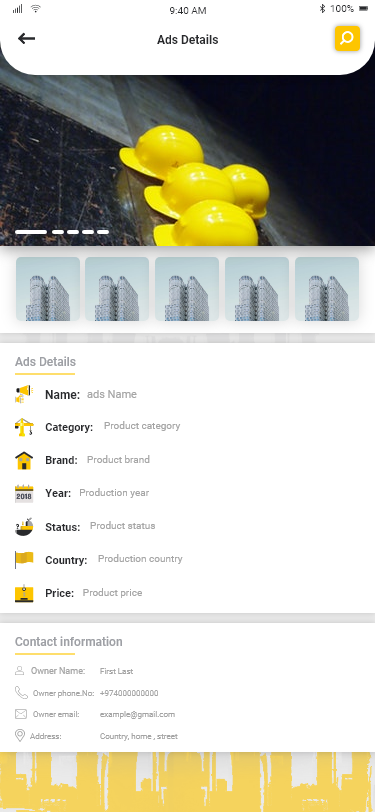 9:40 AM 100%
Ads Details
Ads Details
Name: ads Name
Category: Product category
Brand: Product brand
2018
Year: Production year
Status: Product status
Country: Production country
Price: Product price
Contact information
Owner Name: First Last
Owner phone.No: +974000000000
Owner email: example@gmail.com
Address: Country, home , street